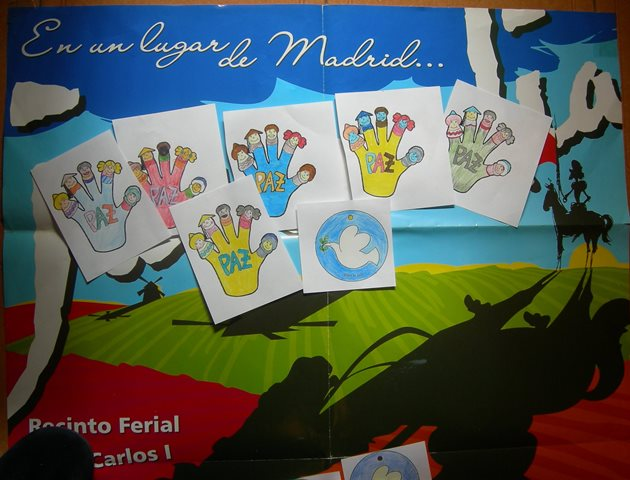 En un lugar
de Madrid...
PAZ
PAZ
PAZ
PAZ
PAZ
PAZ
Recinto Ferial
Carlos I